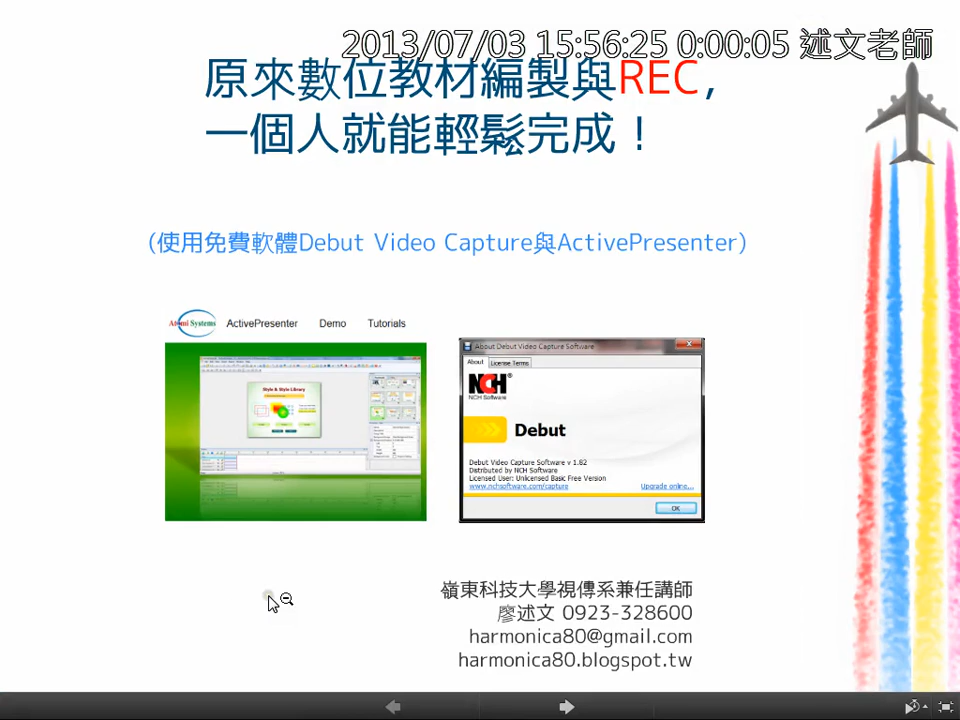 2013/07/03 15:56:25 0:00:05 述文老師
原來數位教材編製與REC,
一個人就能輕鬆完成！
(使用免費軟體Debut Video Capture與ActivePresenter)
Atomi Systems ActivePresenter Demo Tutorials
Style & Style Library
About Debut Video Capture Software
About License Terms
NCH®
NCH Software
Debut
Debut Video Capture Software v 1.82
Distributed by NCH Software
Licensed User: Unlicensed Basic Free Version
www.nchsoftware.com/capture Upgrade online...
OK
嶺東科技大學視傳系兼任講師
廖述文 0923-328600
harmonica80@gmail.com
harmonica80.blogspot.tw